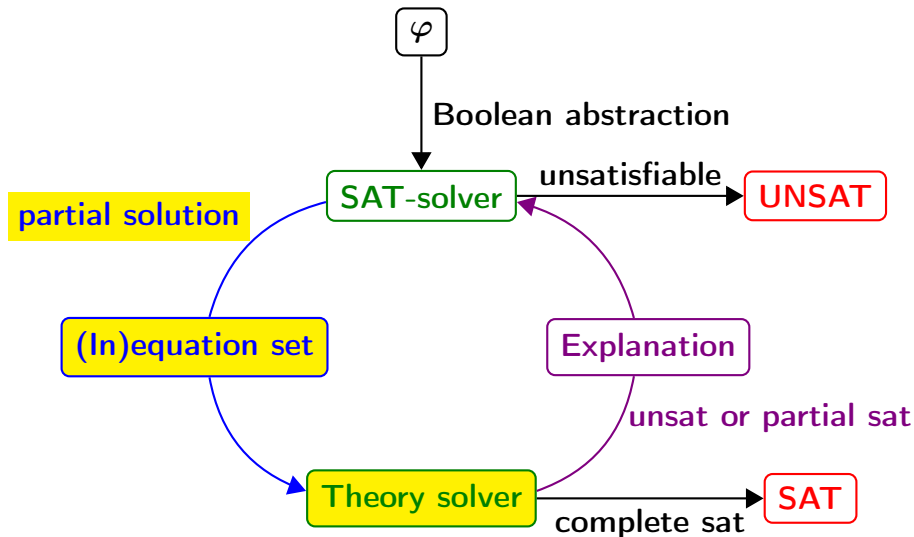 φ
Boolean abstraction
SAT-solver
unsatisfiable
UNSAT
partial solution
(In)equation set
Explanation
unsat or partial sat
Theory solver
complete sat
SAT